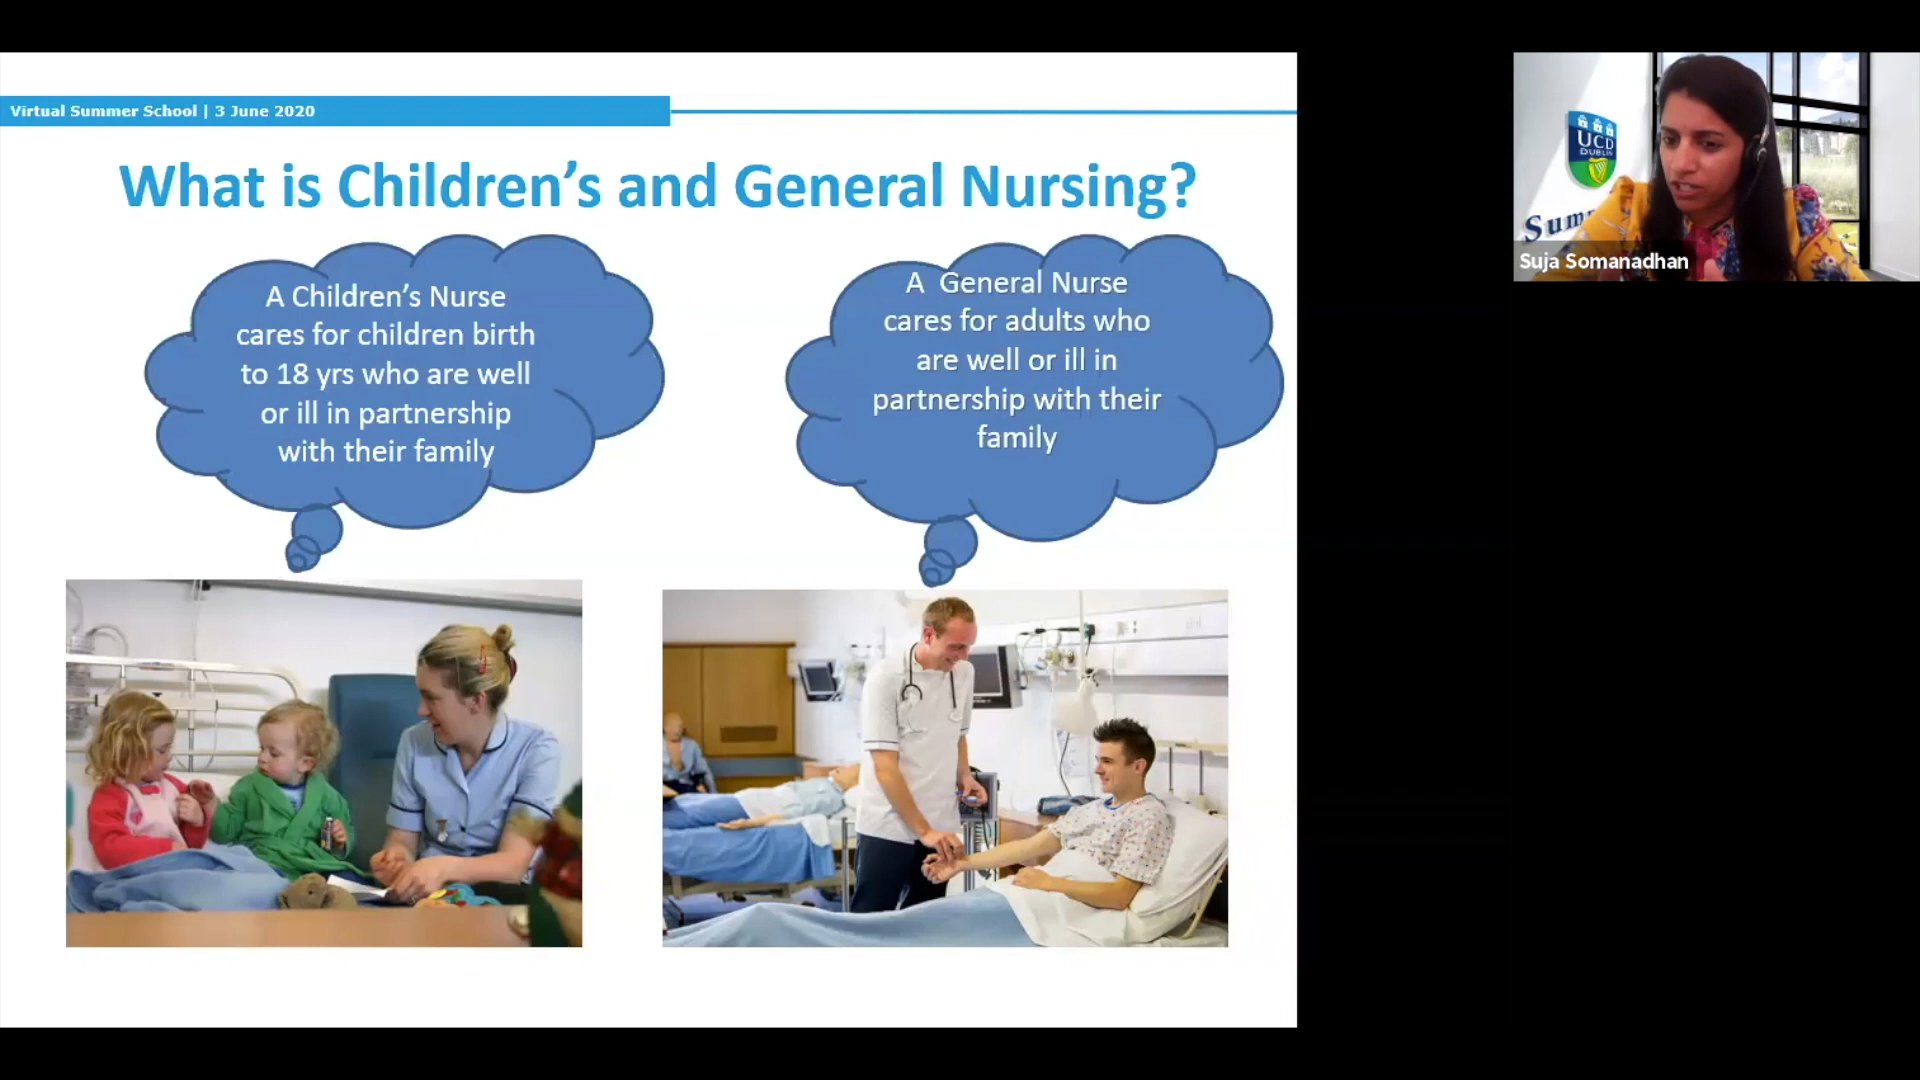 Virtual Summer School | 3 June 2020
What is Children's and General Nursing?
A Children's Nurse
cares for children birth
to 18 yrs who are well
or ill in partnership
with their family
A  General Nurse
cares for adults who
are well or ill in
partnership with their
family
UCD
DUBLIN
Suja Somanadhan